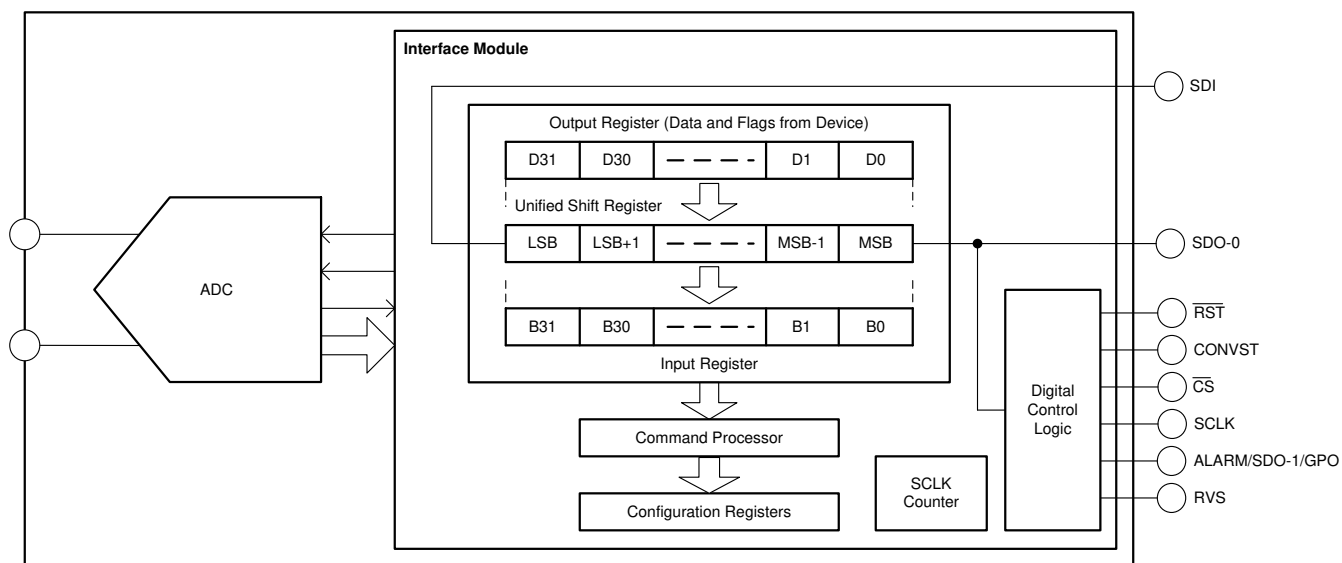 Interface Module
SDI
Output Register (Data and Flags from Device)
D31 D30 D1 D0
Unified Shift Register
LSB LSB+1 MSB-1 MSB
SDO-0
ADC
B31 B30 B1 B0
Input Register
RST
CONVST
CS
SCLK
ALARM/SDO-1/GPO
RVS
Digital
Control
Logic
Command Processor
SCLK
Counter
Configuration Registers